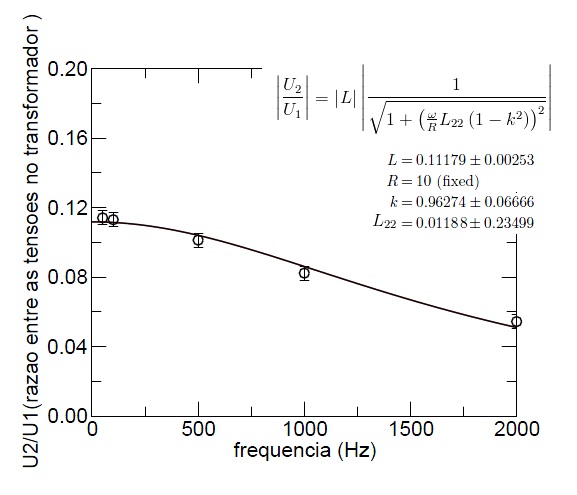 U2/U1(razao entre as tensoes no transformador )
0.20
0.16
0.12
0.08
0.04
0.00
|U₂/U₁| = |L| |1/√(1 + (ω/R L₂₂ (1 − k²))²)|
L = 0.11179 ± 0.00253
R = 10 (fixed)
k = 0.96274 ± 0.06666
L₂₂ = 0.01188 ± 0.23499
0 500 1000 1500 2000
frequencia (Hz)